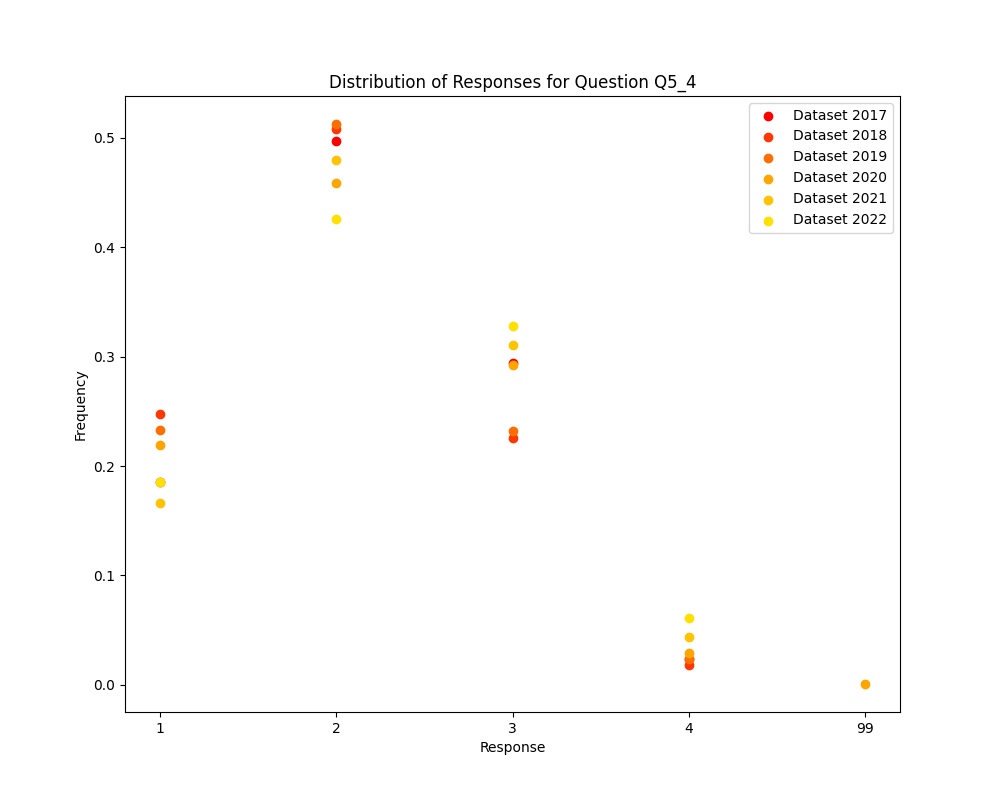 Distribution of Responses for Question Q5_4
Dataset 2017
Dataset 2018
Dataset 2019
Dataset 2020
Dataset 2021
Dataset 2022
Frequency
0.5
0.4
0.3
0.2
0.1
0.0
1 2 3 4 99
Response